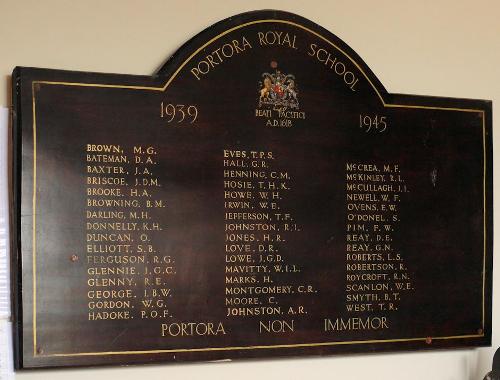 PORTORA ROYAL SCHOOL
BEATI PACIFICI
A.D. 1618
1939
1945
BROWN, M.G.
BATEMAN, D.A.
BAXTER, J.A.
BRISCOE, J.D.M.
BROOKE, H.A.
BROWNING, B.M.
DARLING, M.H.
DONNELLY, K.H.
DUNCAN, O.
ELLIOTT, S.B.
FERGUSON, R.G.
GLENNIE, J.G.C.
GLENNY, R.E.
GEORGE, J.B.W.
GORDON, W.G.
HADOKE, P.O.F.
EVES, T.P.S.
HALL, G.R.
HENNING, C.M.
HOSIE, T.H.K.
HOWE, W.H.
IRWIN, W.E.
JEFFERSON, T.F.
JOHNSTON, R.I.
JONES, H.R.
LOVE, D.R.
LOWE, J.G.D.
MAVITTY, W.I.L.
MARKS, H.
MONTGOMERY, C.R.
MOORE, C.
JOHNSTON, A.R.
McCREA, M.F.
McKINLEY, R.L.
McCULLAGH, J.I.
NEWELL, W.F.
OVENS, E.W.
O'DONEL, S.
PIM, F.W.
REAY, D.E.
REAY, G.N.
ROBERTS, L.S.
ROBERTSON, R.
ROYCROFT, R.N.
SCANLON, W.E.
SMYTH, B.T.
WEST, T.R.
PORTORA NON IMMEMOR